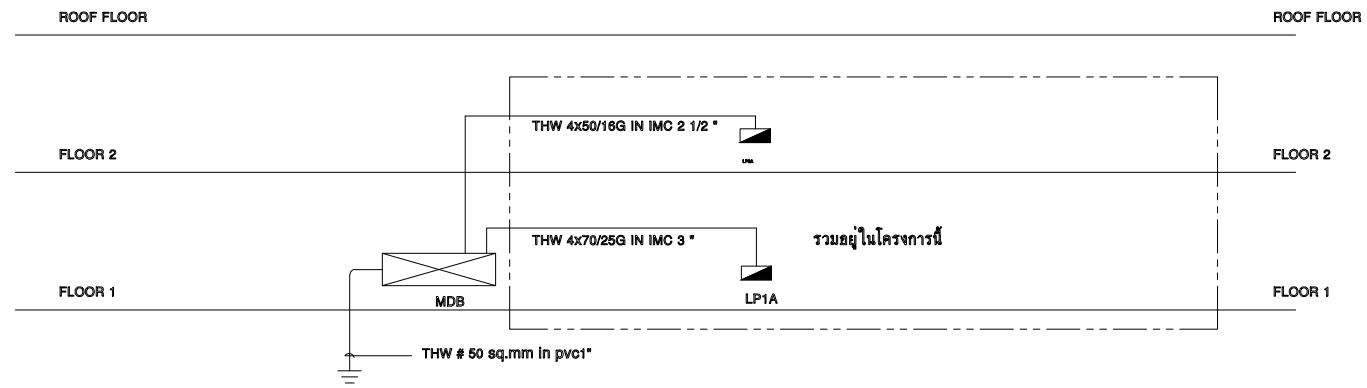 ROOF FLOOR
ROOF FLOOR
THW 4x50/16G IN IMC 2 1/2 "
FLOOR 2
FLOOR 2
THW 4x70/25G IN IMC 3 "
รวมอยู่ในโครงการนี้
FLOOR 1
MDB
LP1A
FLOOR 1
THW # 50 sq.mm in pvc1"